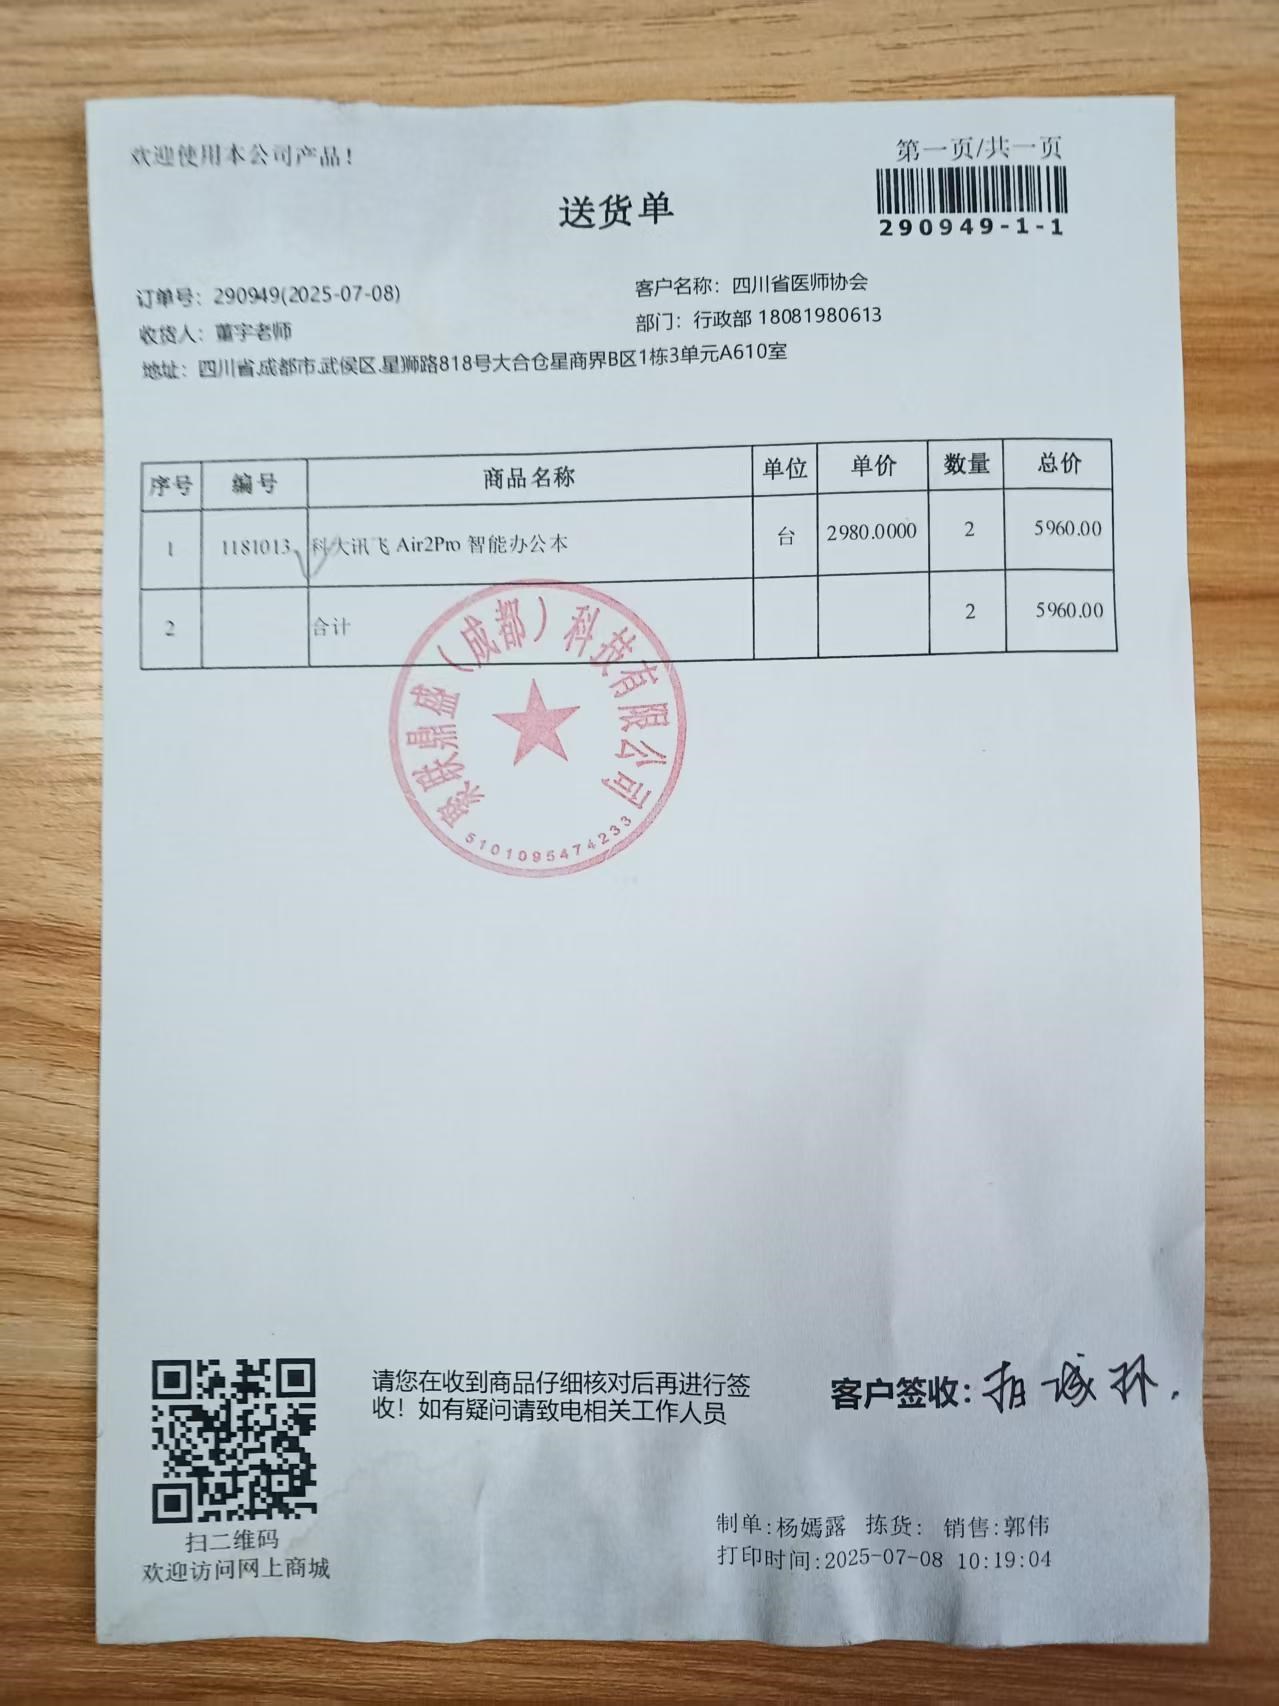 欢迎使用本公司产品！
第一页/共一页
290949-1-1
送货单
订单号：290949(2025-07-08)
客户名称：四川省医师协会
收货人：董宇老师
部门：行政部 18081980613
地址：四川省.成都市.武侯区.星狮路818号大合仓星商界B区1栋3单元A610室
序号 编号 商品名称 单位 单价 数量 总价
1 1181013 科大讯飞 Air2Pro 智能办公本 台 2980.0000 2 5960.00
2 合计 2 5960.00
聚联鼎盛（成都）科技有限公司
5101095474233
请您在收到商品仔细核对后再进行签
收！如有疑问请致电相关工作人员
客户签收：
扫二维码
欢迎访问网上商城
制单:杨嫣露 拣货: 销售:郭伟
打印时间:2025-07-08 10:19:04